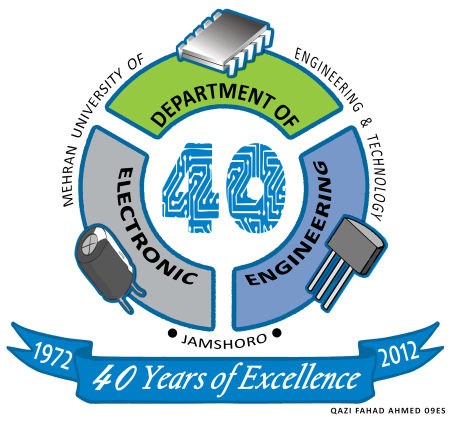 MEHRAN UNIVERSITY OF
ENGINEERING & TECHNOLOGY
DEPARTMENT OF
ELECTRONIC
ENGINEERING
40
JAMSHORO
1972
40 Years of Excellence
2012
QAZI FAHAD AHMED 09ES